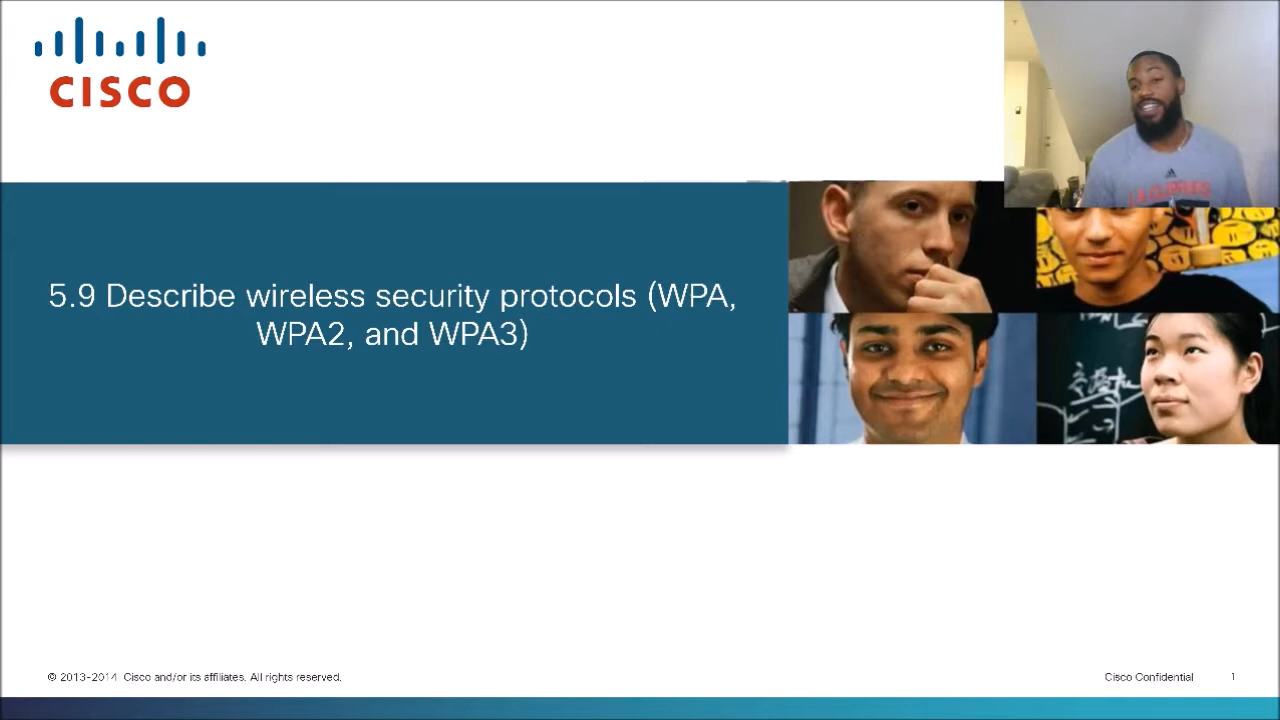 CISCO
5.9 Describe wireless security protocols (WPA,
WPA2, and WPA3)
© 2013-2014 Cisco and/or its affiliates. All rights reserved.
Cisco Confidential 1